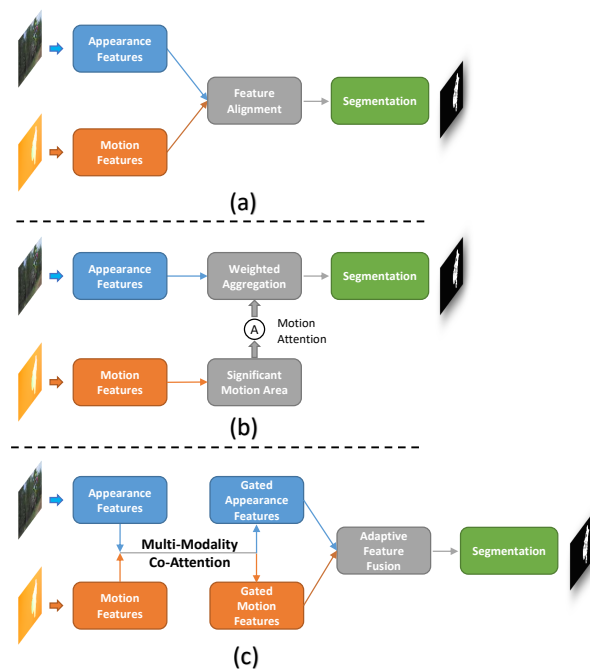 Appearance
Features
Feature
Alignment
Segmentation
Motion
Features
(a)
Appearance
Features
Weighted
Aggregation
Segmentation
A
Motion
Attention
Motion
Features
Significant
Motion Area
(b)
Appearance
Features
Gated
Appearance
Features
Multi-Modality
Co-Attention
Adaptive
Feature
Fusion
Segmentation
Motion
Features
Gated
Motion
Features
(c)